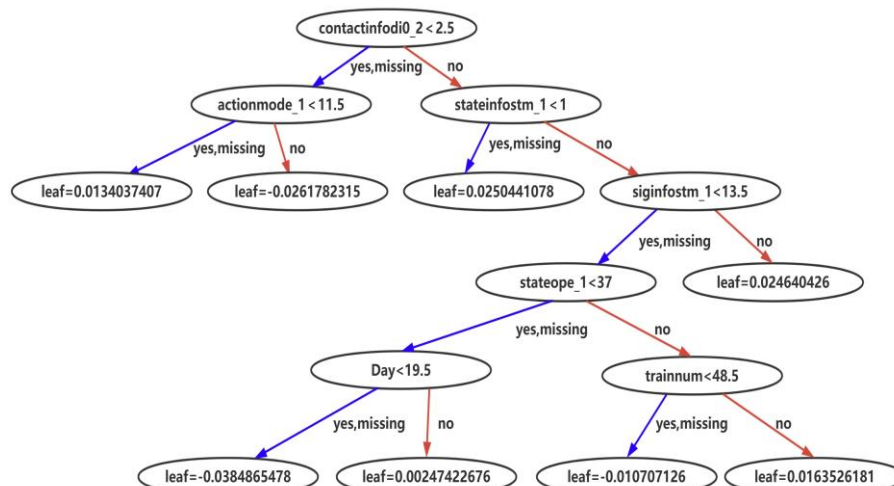 contactinfodi0_2<2.5
yes,missing
no
actionmode_1<11.5
stateinfostm_1<1
yes,missing
no
yes,missing
no
leaf=0.0134037407
leaf=-0.0261782315
leaf=0.0250441078
siginfostm_1<13.5
yes,missing
no
stateope_1<37
leaf=0.024640426
yes,missing
no
Day<19.5
trainnum<48.5
yes,missing
no
yes,missing
no
leaf=-0.0384865478
leaf=0.00247422676
leaf=-0.010707126
leaf=0.0163526181